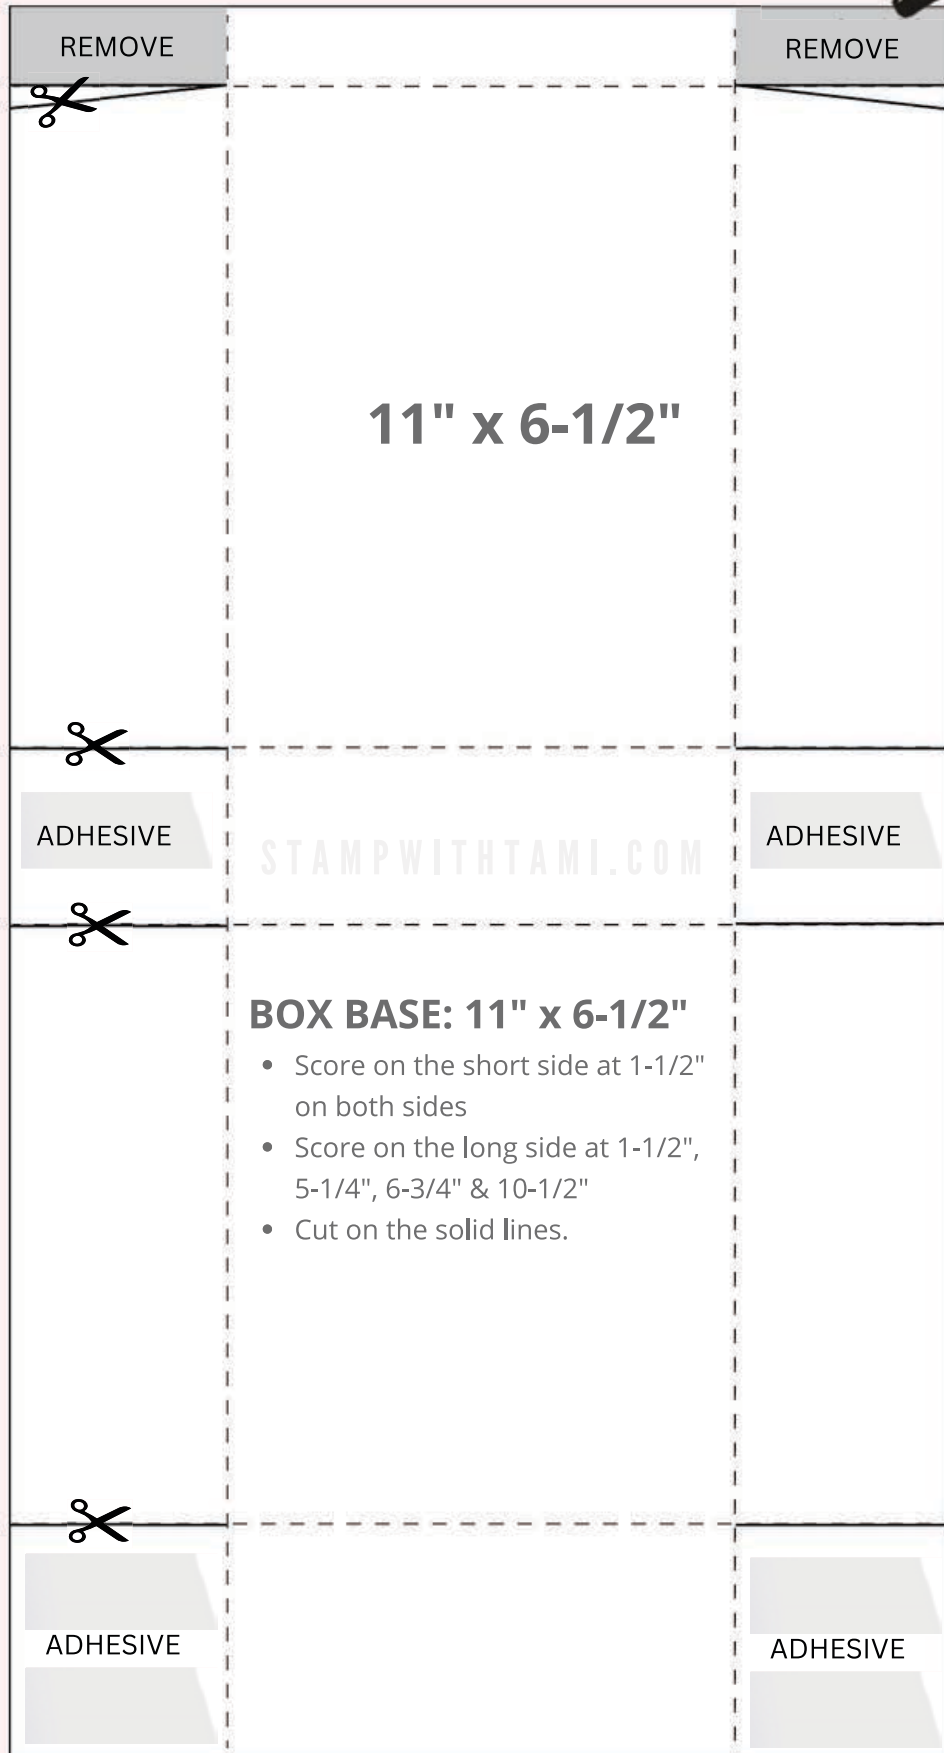 REMOVE
REMOVE
11" x 6-1/2"
ADHESIVE
ADHESIVE
STAMPWITHTAMI.COM
BOX BASE: 11" x 6-1/2"
• Score on the short side at 1-1/2"
on both sides
• Score on the long side at 1-1/2",
5-1/4", 6-3/4" & 10-1/2"
• Cut on the solid lines.
ADHESIVE
ADHESIVE